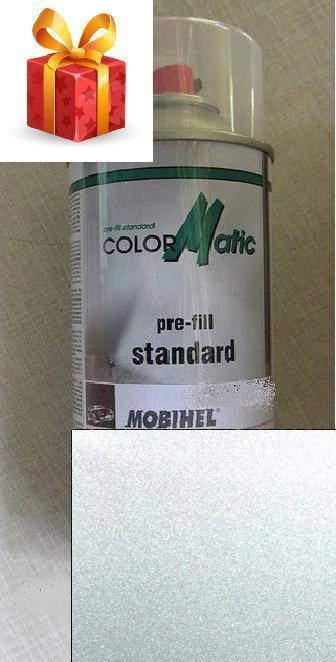 pre-fill standard
COLORMatic
pre-fill
standard
MOBIHEL®